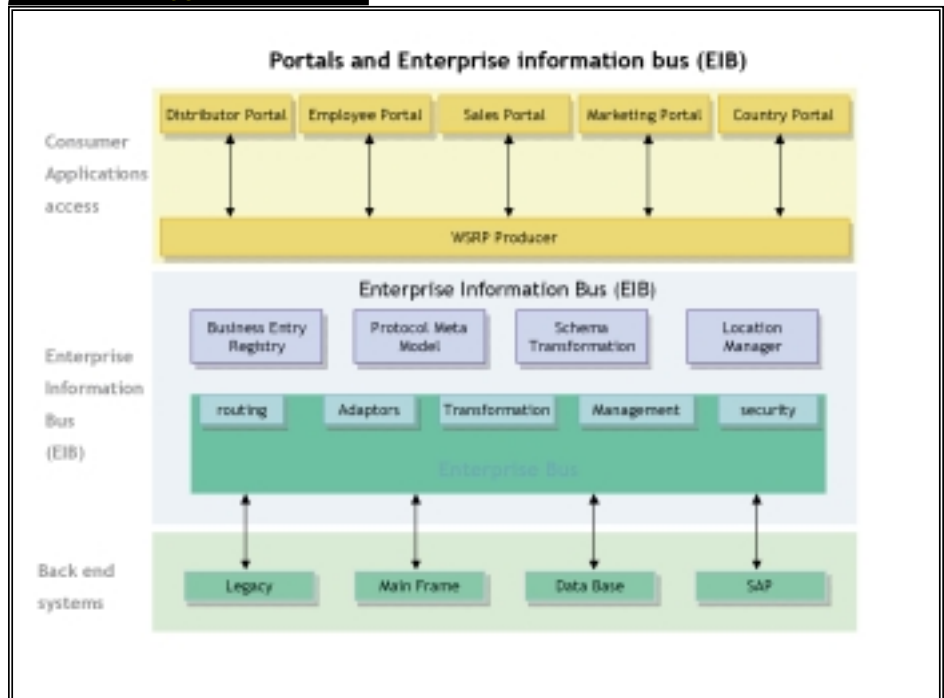 Portals and Enterprise information bus (EIB)
Distributor Portal
Employee Portal
Sales Portal
Marketing Portal
Country Portal
Consumer
Applications
access
WSRP Producer
Enterprise Information Bus (EIB)
Business Entry
Registry
Protocol Meta
Model
Schema
Transformation
Location
Manager
Enterprise
Information
Bus
(EIB)
routing
Adaptors
Transformation
Management
security
Enterprise Bus
Back end
systems
Legacy
Main Frame
Data Base
SAP